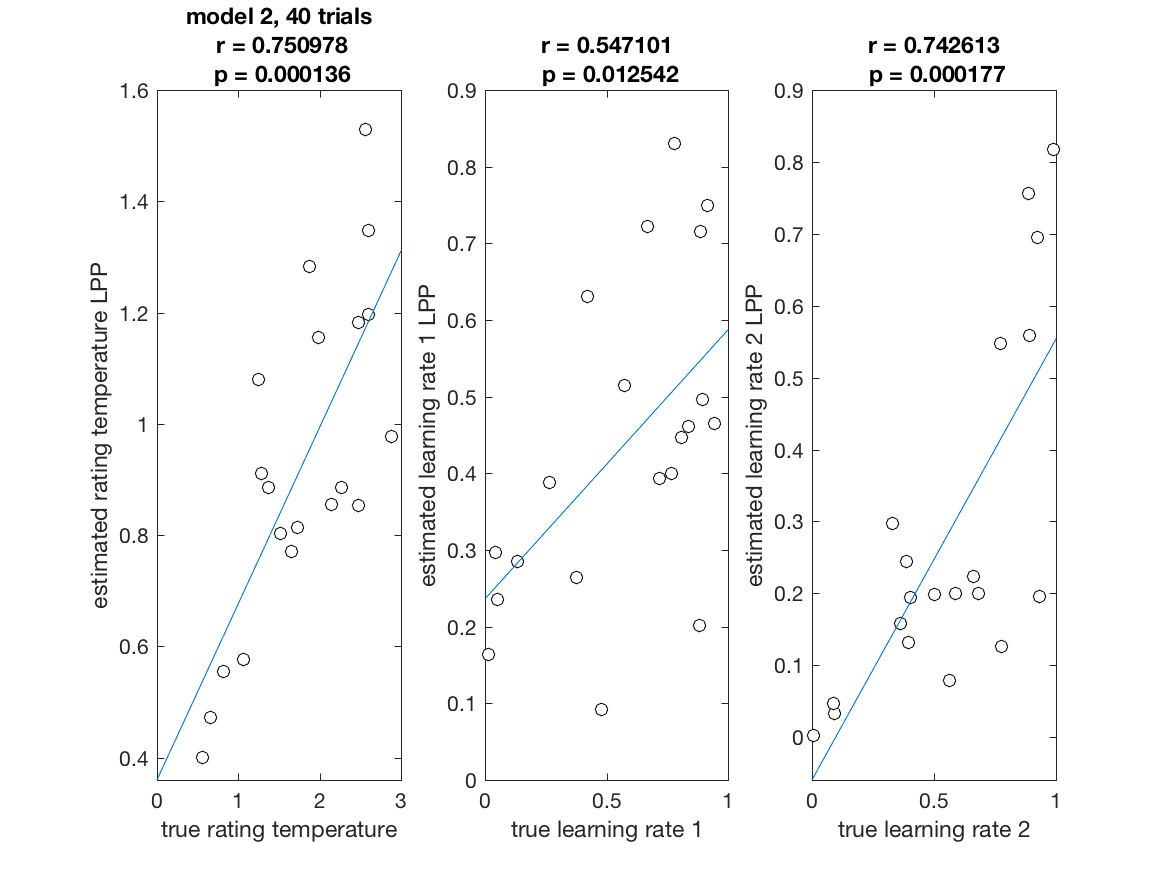 model 2, 40 trials
r = 0.750978
p = 0.000136
r = 0.547101
p = 0.012542
r = 0.742613
p = 0.000177
estimated rating temperature LPP
1.6
1.4
1.2
1
0.8
0.6
0.4
0
1
2
3
true rating temperature
estimated learning rate 1 LPP
0.9
0.8
0.7
0.6
0.5
0.4
0.3
0.2
0.1
0
0
0.5
1
true learning rate 1
estimated learning rate 2 LPP
0.9
0.8
0.7
0.6
0.5
0.4
0.3
0.2
0.1
0
0
0.5
1
true learning rate 2